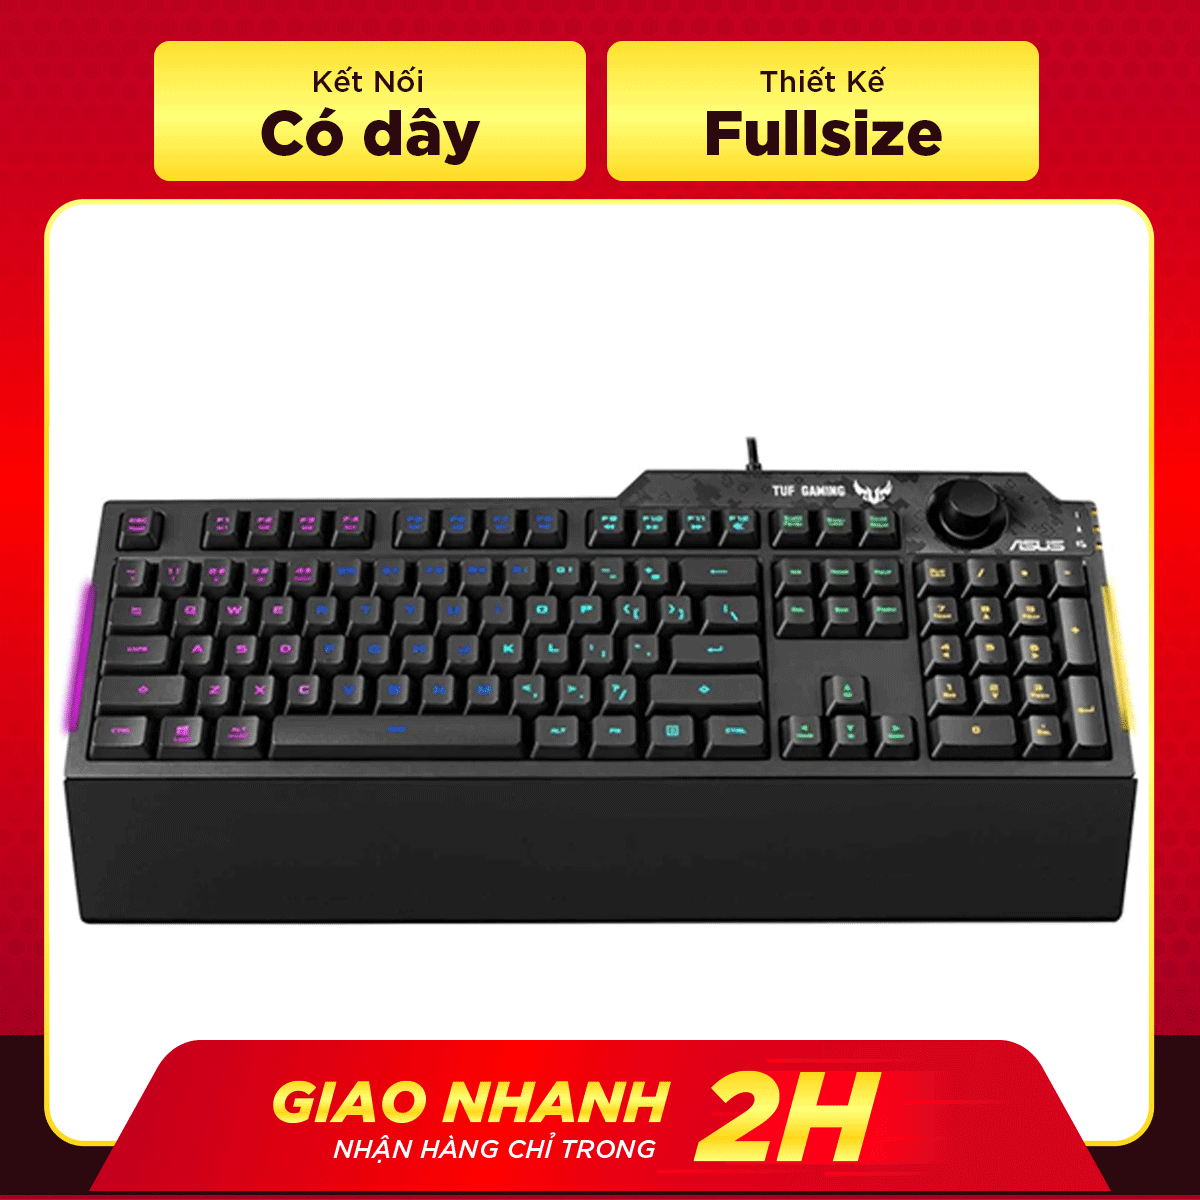 Kết Nối
Có dây
Thiết Kế
Fullsize
TUF GAMING
ASUS
GIAO NHANH
NHẬN HÀNG CHỈ TRONG
2H